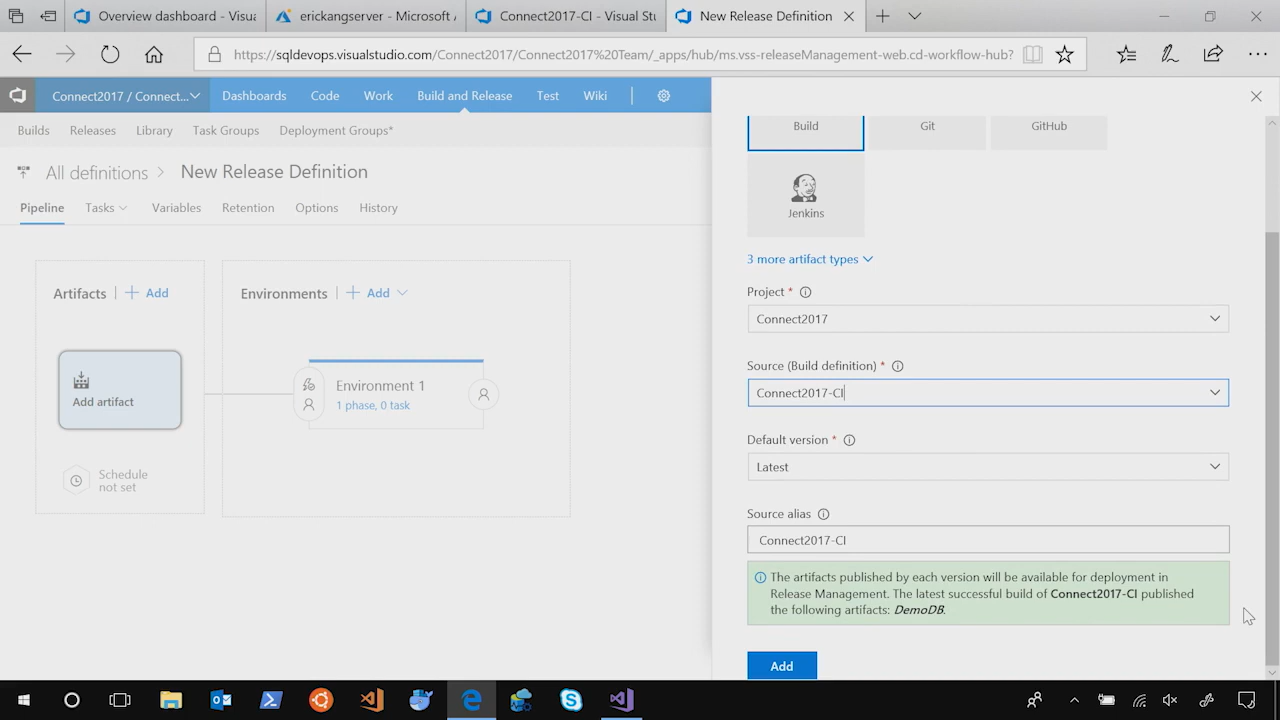 Overview dashboard - Visua
erickangserver - Microsoft A
Connect2017-CI - Visual Stu
New Release Definition
https://sqldevops.visualstudio.com/Connect2017/Connect2017%20Team/_apps/hub/ms.vss-releaseManagement-web.cd-workflow-hub?
Connect2017 / Connect...
Dashboards
Code
Work
Build and Release
Test
Wiki
Builds
Releases
Library
Task Groups
Deployment Groups*
All definitions > New Release Definition
Pipeline
Tasks
Variables
Retention
Options
History
Artifacts | + Add
Environments | + Add
Add artifact
Schedule
not set
Environment 1
1 phase, 0 task
Build
Git
GitHub
Jenkins
3 more artifact types
Project *
Connect2017
Source (Build definition) *
Connect2017-CI
Default version *
Latest
Source alias
Connect2017-CI
The artifacts published by each version will be available for deployment in
Release Management. The latest successful build of Connect2017-CI published
the following artifacts: DemoDB.
Add